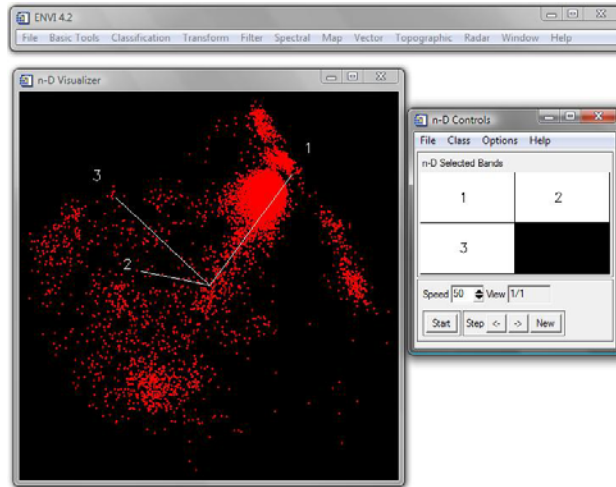 ENVI 4.2
File Basic Tools Classification Transform Filter Spectral Map Vector Topographic Radar Window Help
n-D Visualizer
1
3
2
n-D Controls
File Class Options Help
n-D Selected Bands
1 2
3
Speed 50 View 1/1
Start Step <- -> New